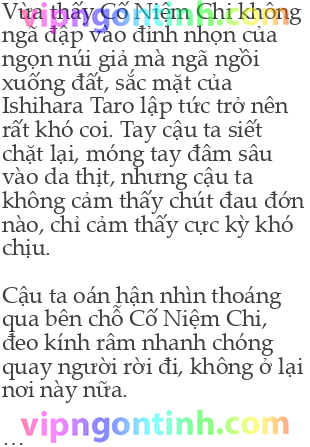 vipngontinh.com
Vừa thấy Cố Niệm Chi không
ngã đập vào đỉnh nhọn của
ngọn núi giả mà ngã ngồi
xuống đất, sắc mặt của
Ishihara Taro lập tức trở nên
rất khó coi. Tay cậu ta siết
chặt lại, móng tay đâm sâu
vào da thịt, nhưng cậu ta
không cảm thấy chút đau đớn
nào, chỉ cảm thấy cực kỳ khó
chịu.
Cậu ta oán hận nhìn thoáng
qua bên chỗ Cố Niệm Chi,
đeo kính râm nhanh chóng
quay người rời đi, không ở lại
nơi này nữa.
vipngontinh.com
…